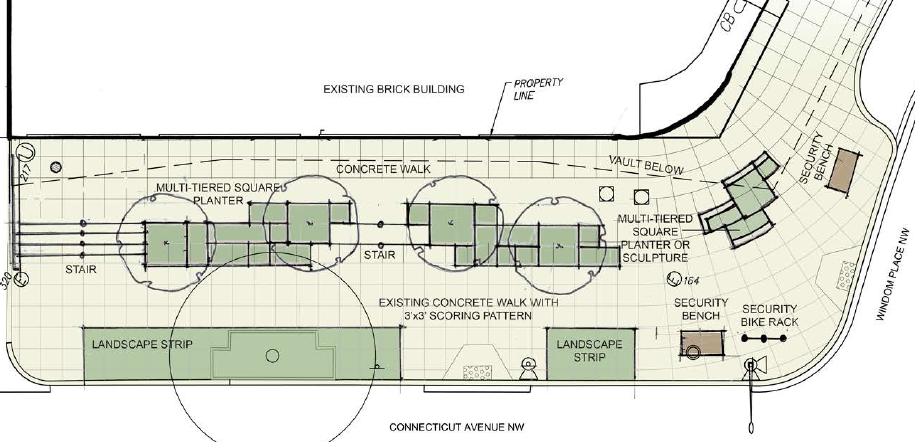 CB
EXISTING BRICK BUILDING
PROPERTY
LINE
217
CONCRETE WALK
VAULT BELOW
SECURITY
BENCH
MULTI-TIERED SQUARE
PLANTER
MULTI-TIERED
SQUARE
PLANTER OR
SCULPTURE
STAIR
STAIR
320
164
WINDOM PLACE NW
EXISTING CONCRETE WALK WITH
3'x3' SCORING PATTERN
SECURITY
BENCH
SECURITY
BIKE RACK
LANDSCAPE STRIP
LANDSCAPE
STRIP
CONNECTICUT AVENUE NW